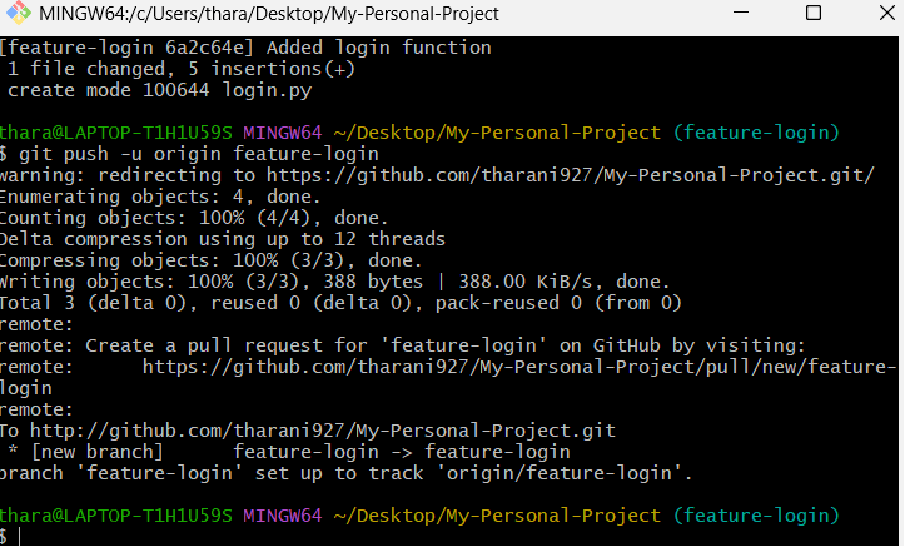 MINGW64:/c/Users/thara/Desktop/My-Personal-Project
[feature-login 6a2c64e] Added login function
 1 file changed, 5 insertions(+)
 create mode 100644 login.py
thara@LAPTOP-T1H1U59S MINGW64 ~/Desktop/My-Personal-Project (feature-login)
$ git push -u origin feature-login
warning: redirecting to https://github.com/tharani927/My-Personal-Project.git/
Enumerating objects: 4, done.
Counting objects: 100% (4/4), done.
Delta compression using up to 12 threads
Compressing objects: 100% (3/3), done.
Writing objects: 100% (3/3), 388 bytes | 388.00 KiB/s, done.
Total 3 (delta 0), reused 0 (delta 0), pack-reused 0 (from 0)
remote:
remote: Create a pull request for 'feature-login' on GitHub by visiting:
remote:      https://github.com/tharani927/My-Personal-Project/pull/new/feature-
login
remote:
To http://github.com/tharani927/My-Personal-Project.git
 * [new branch]      feature-login -> feature-login
branch 'feature-login' set up to track 'origin/feature-login'.
thara@LAPTOP-T1H1U59S MINGW64 ~/Desktop/My-Personal-Project (feature-login)
$